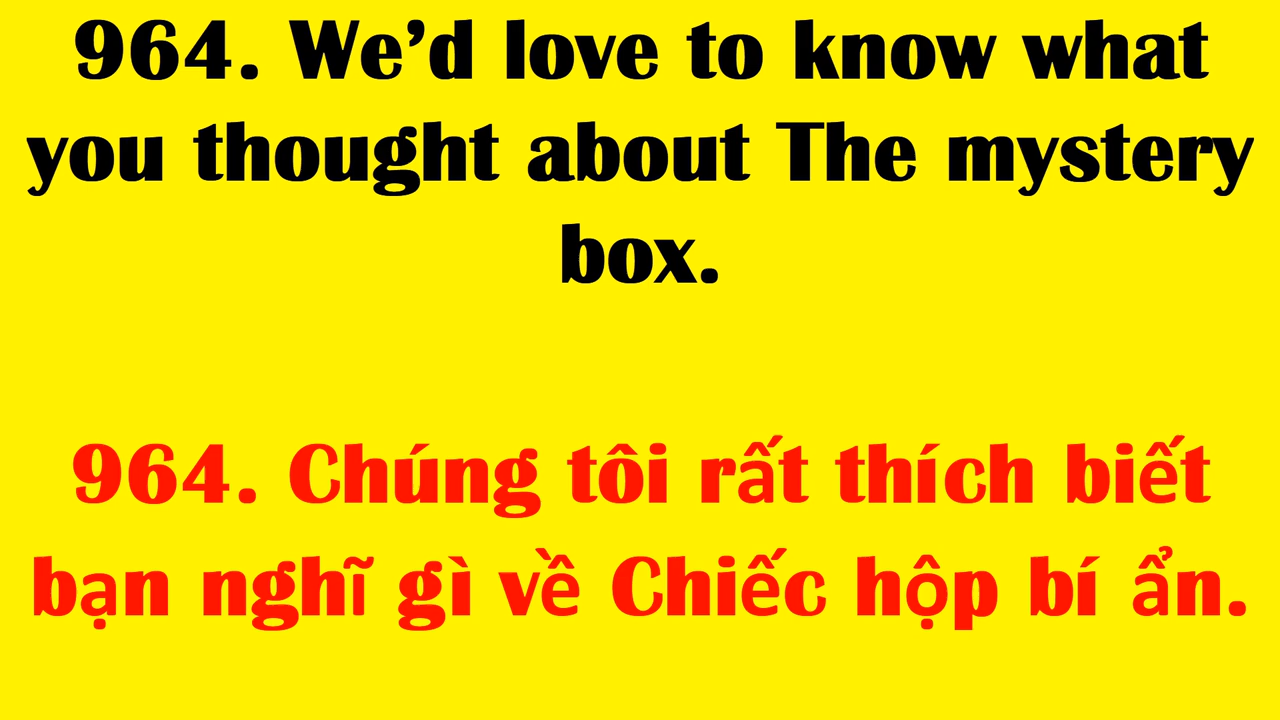 964. We’d love to know what
you thought about The mystery
box.
964. Chúng tôi rất thích biết
bạn nghĩ gì về Chiếc hộp bí ẩn.